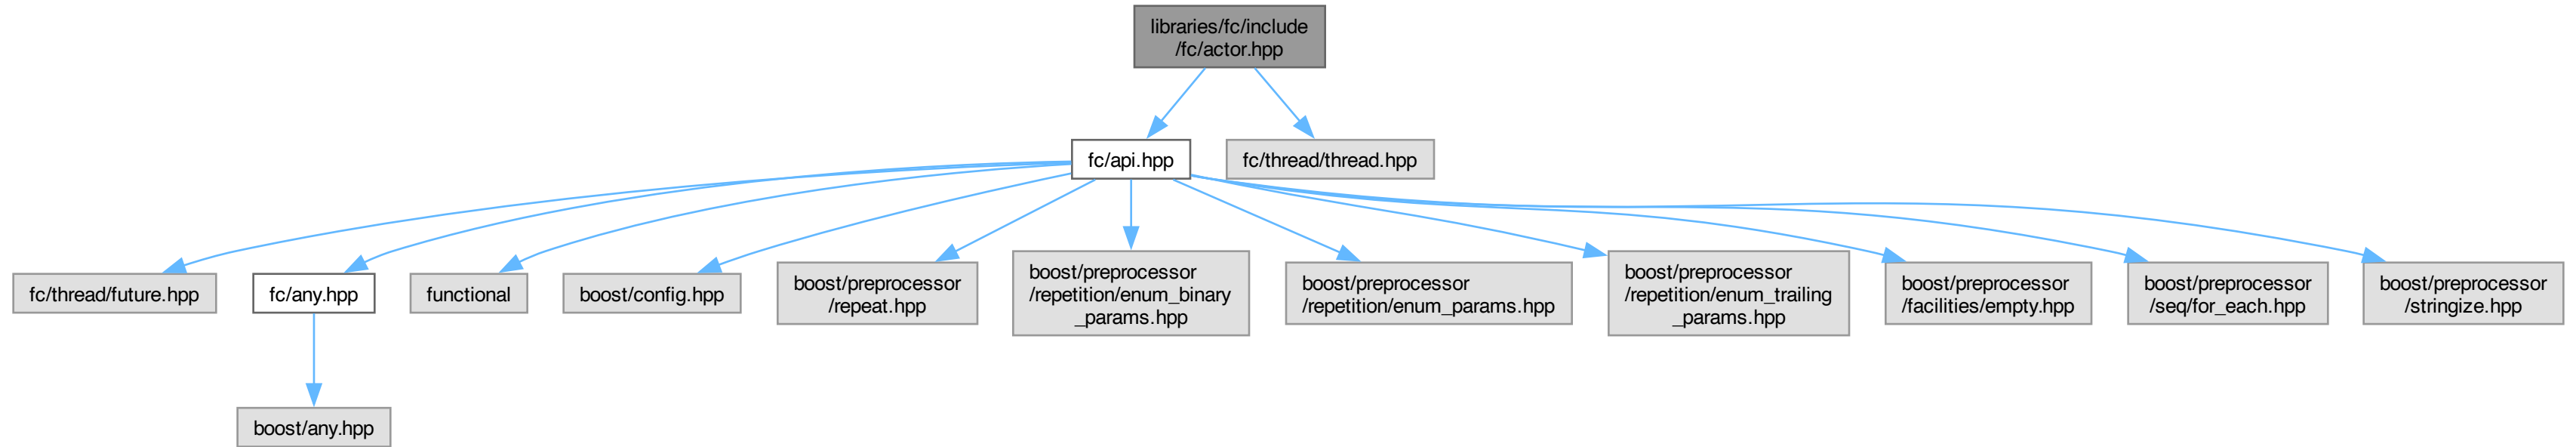 libraries/fc/include
/fc/actor.hpp
fc/api.hpp
fc/thread/thread.hpp
fc/thread/future.hpp
fc/any.hpp
functional
boost/config.hpp
boost/preprocessor
/repeat.hpp
boost/preprocessor
/repetition/enum_binary
_params.hpp
boost/preprocessor
/repetition/enum_params.hpp
boost/preprocessor
/repetition/enum_trailing
_params.hpp
boost/preprocessor
/facilities/empty.hpp
boost/preprocessor
/seq/for_each.hpp
boost/preprocessor
/stringize.hpp
boost/any.hpp